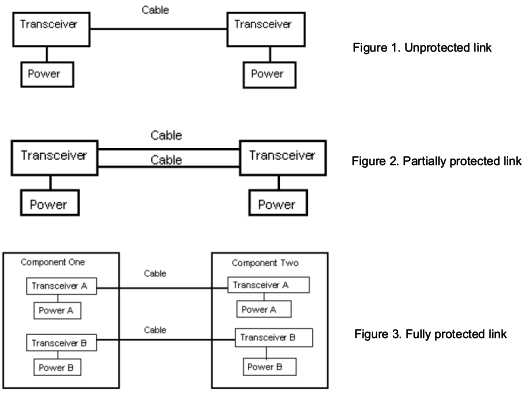 Cable
Transceiver
Transceiver
Power
Power
Figure 1. Unprotected link
Cable
Transceiver
Cable
Transceiver
Power
Power
Figure 2. Partially protected link
Component One
Component Two
Transceiver A
Cable
Transceiver A
Power A
Power A
Transceiver B
Cable
Transceiver B
Power B
Power B
Figure 3. Fully protected link